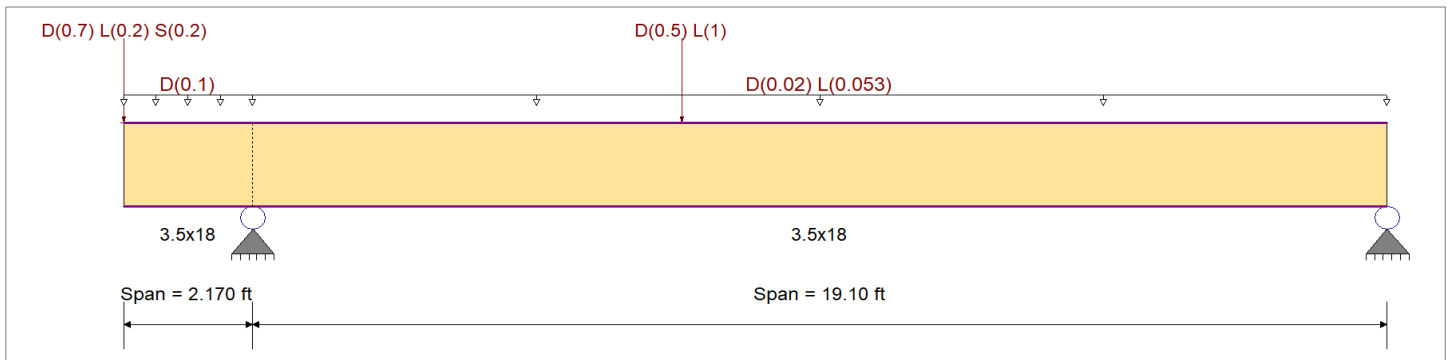 D(0.7) L(0.2) S(0.2)
D(0.5) L(1)
D(0.1)
D(0.02) L(0.053)
3.5x18
3.5x18
Span = 2.170 ft
Span = 19.10 ft